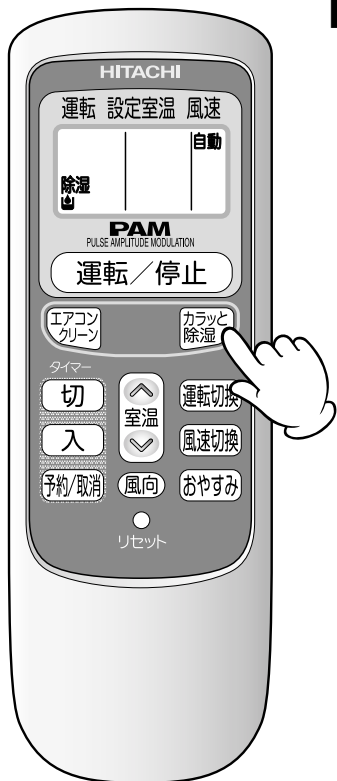 HITACHI
運転 設定室温 風速
自動
除湿
PAM
PULSE AMPLITUDE MODULATION
運転／停止
エアコン
クリーン
カラッと
除湿
タイマー
切
室温
運転切換
入
風速切換
予約/取消
風向
おやすみ
リセット